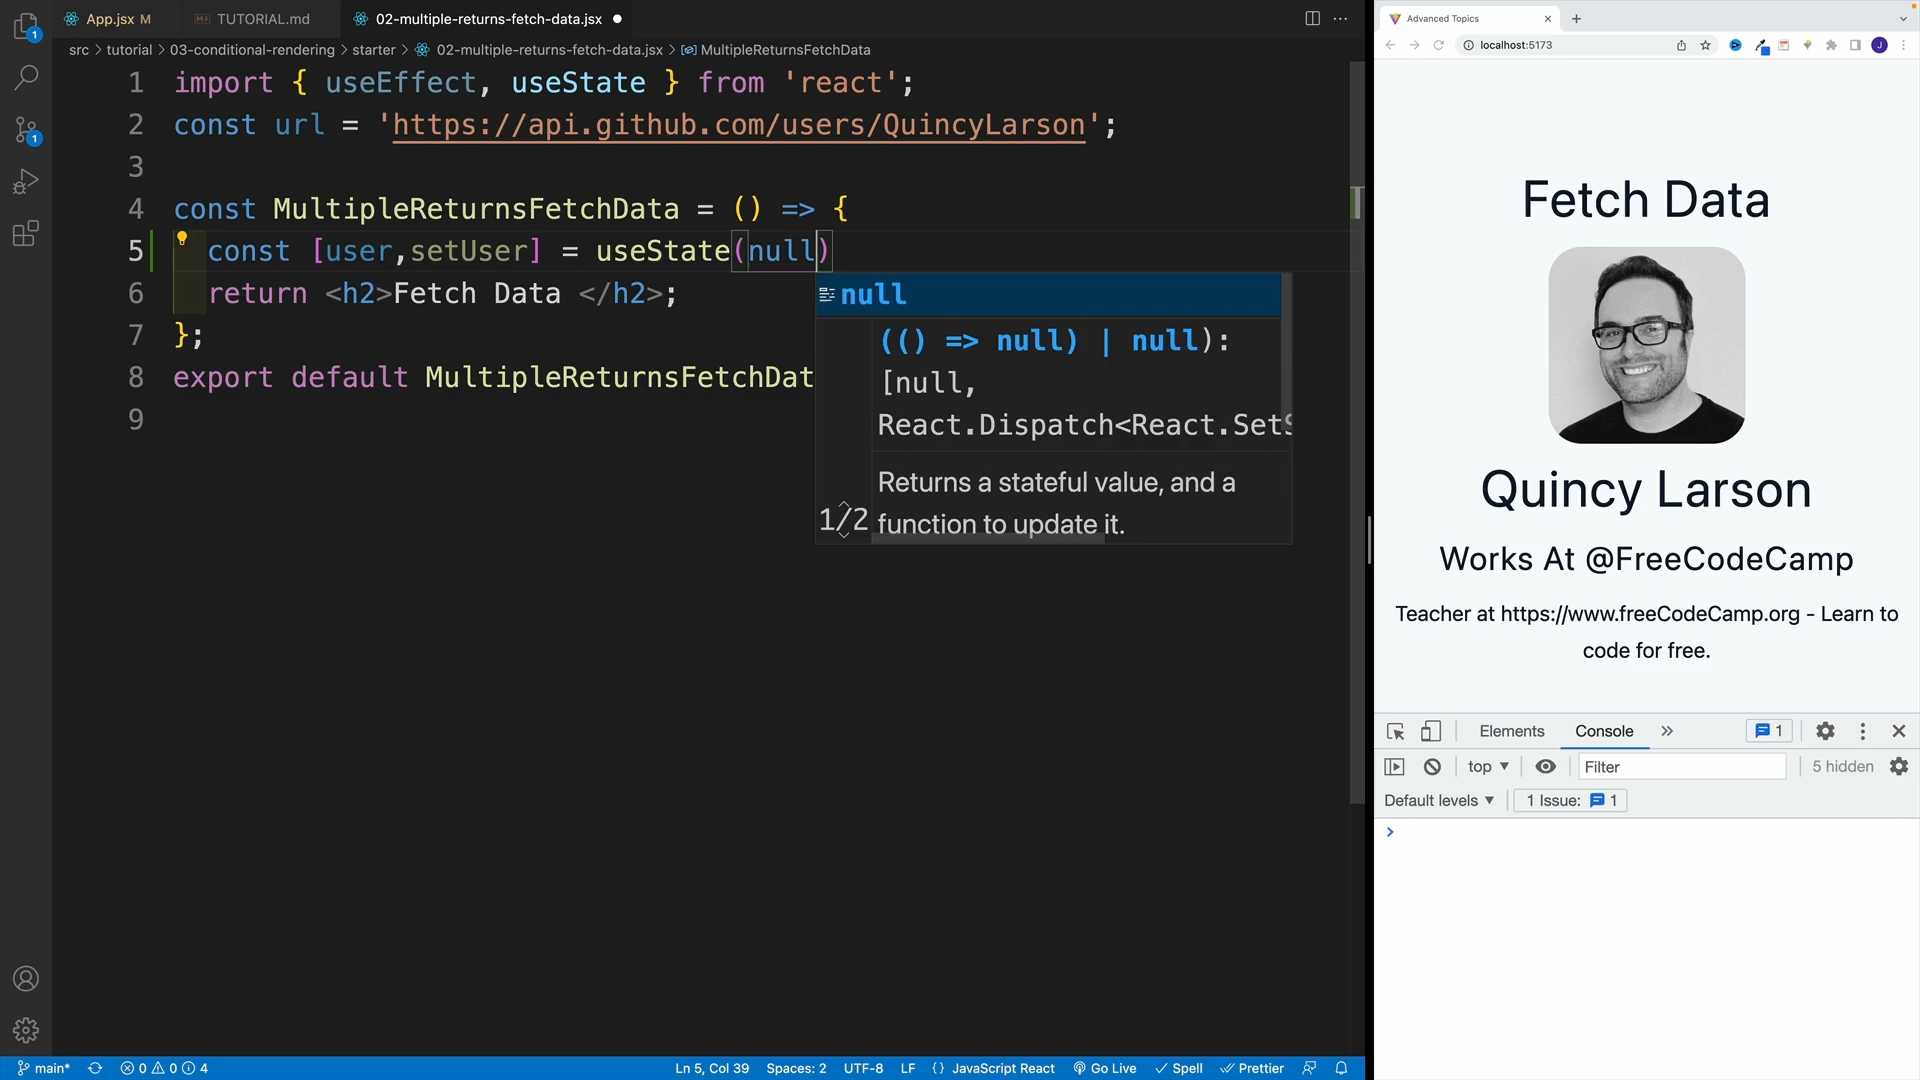 App.jsx M
TUTORIAL.md
02-multiple-returns-fetch-data.jsx
src > tutorial > 03-conditional-rendering > starter > 02-multiple-returns-fetch-data.jsx > MultipleReturnsFetchData
1 import { useEffect, useState } from 'react';
2 const url = 'https://api.github.com/users/QuincyLarson';
3
4 const MultipleReturnsFetchData = () => {
5 const [user,setUser] = useState(null)
6 return <h2>Fetch Data </h2>;
7 };
8 export default MultipleReturnsFetchDat
9
null
(() => null) | null):
[null,
React.Dispatch<React.SetS
Returns a stateful value, and a
1/2 function to update it.
1
1
main* 0 0 4
Ln 5, Col 39 Spaces: 2 UTF-8 LF {} JavaScript React Go Live Spell Prettier
Advanced Topics
localhost:5173
J
Fetch Data
Quincy Larson
Works At @FreeCodeCamp
Teacher at https://www.freeCodeCamp.org - Learn to
code for free.
Elements Console 1
top Filter 5 hidden
Default levels 1 Issue: 1